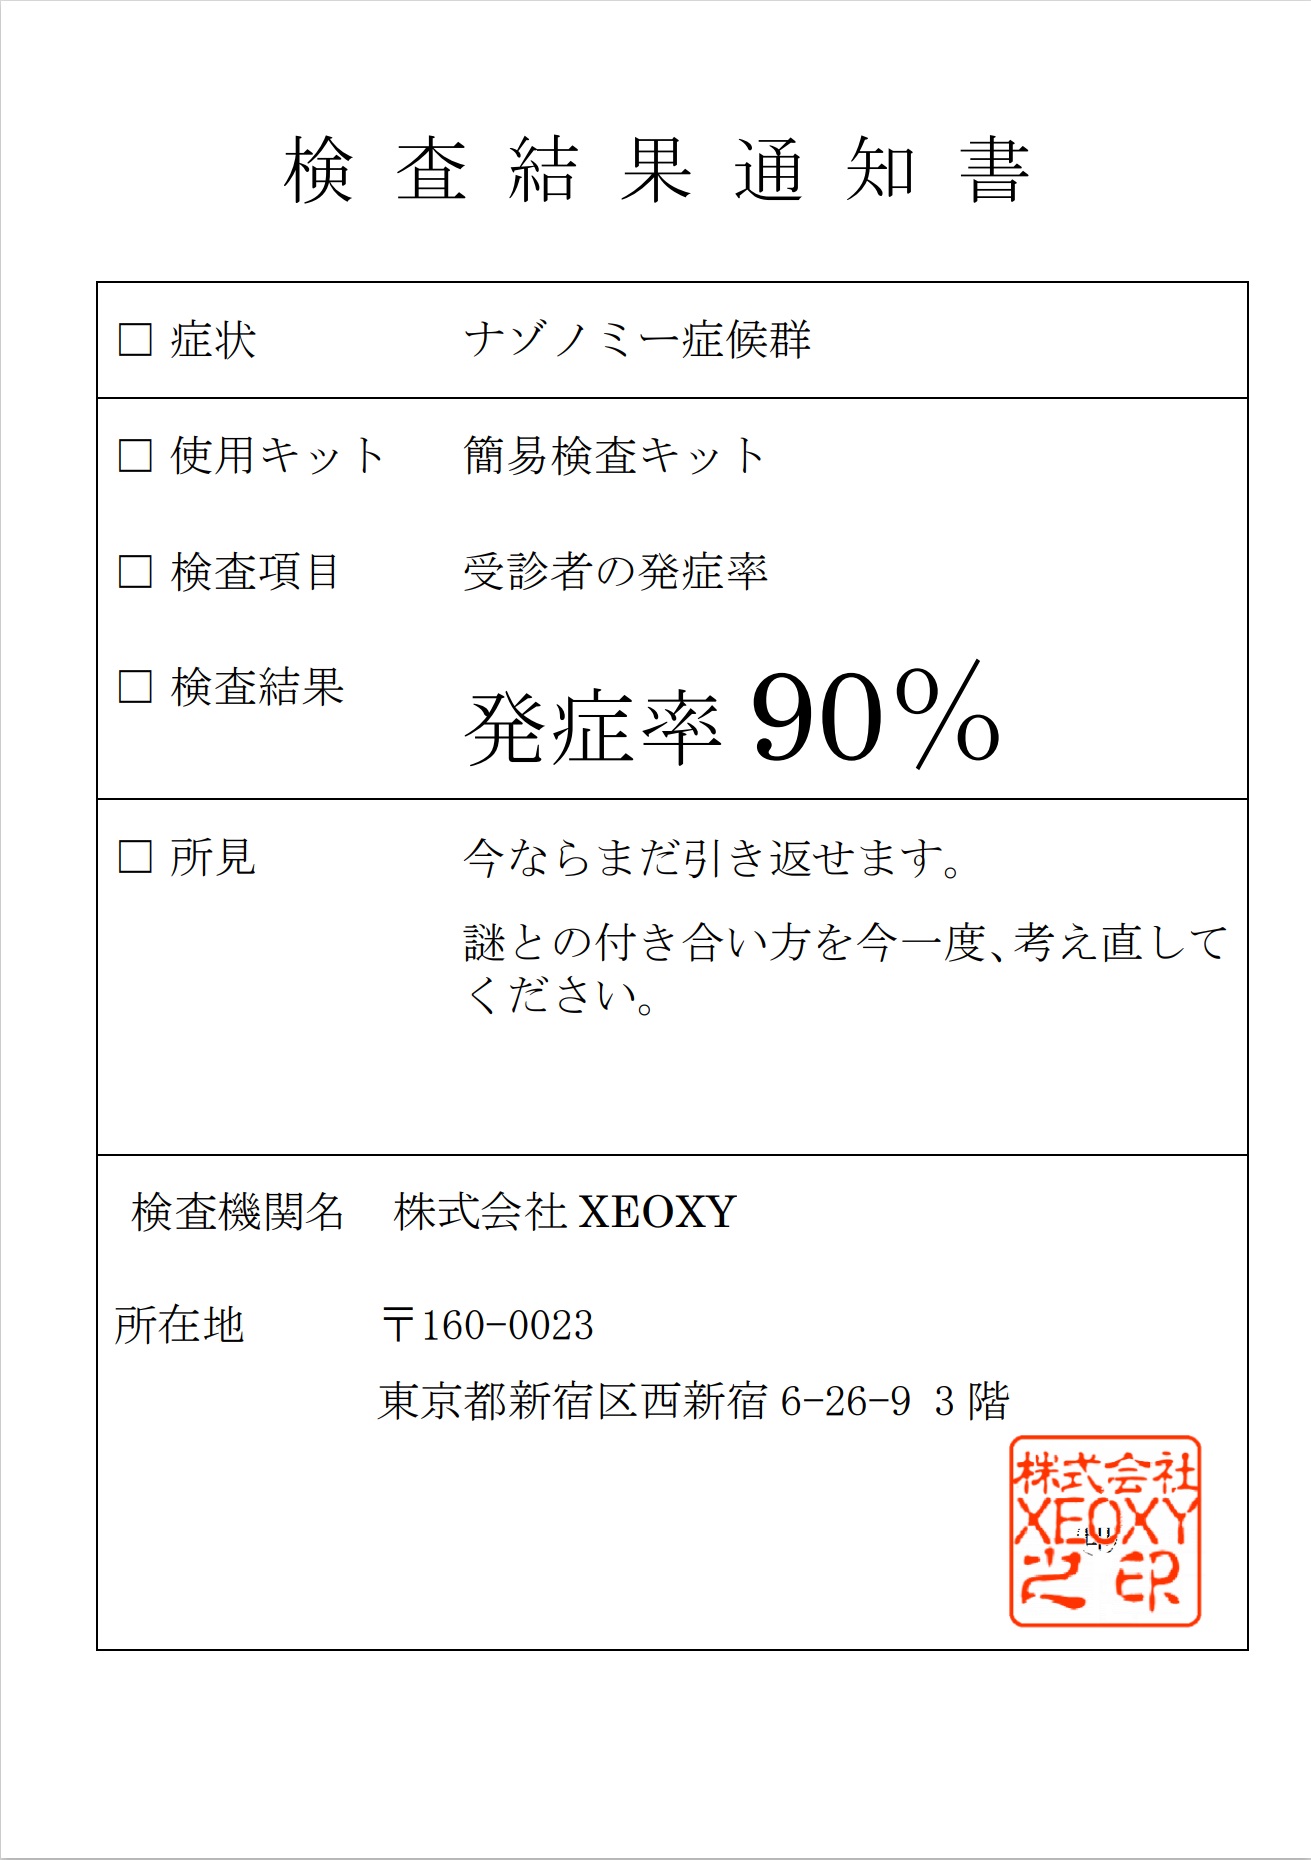 検査結果通知書
□ 症状 ナゾノミー症候群
□ 使用キット 簡易検査キット
□ 検査項目 受診者の発症率
□ 検査結果 発症率 90%
□ 所見 今ならまだ引き返せます。
謎との付き合い方を今一度、考え直して
ください。
検査機関名 株式会社 XEOXY
所在地 〒160-0023
東京都新宿区西新宿 6-26-9 3 階
株式会社
XEOXY
之印